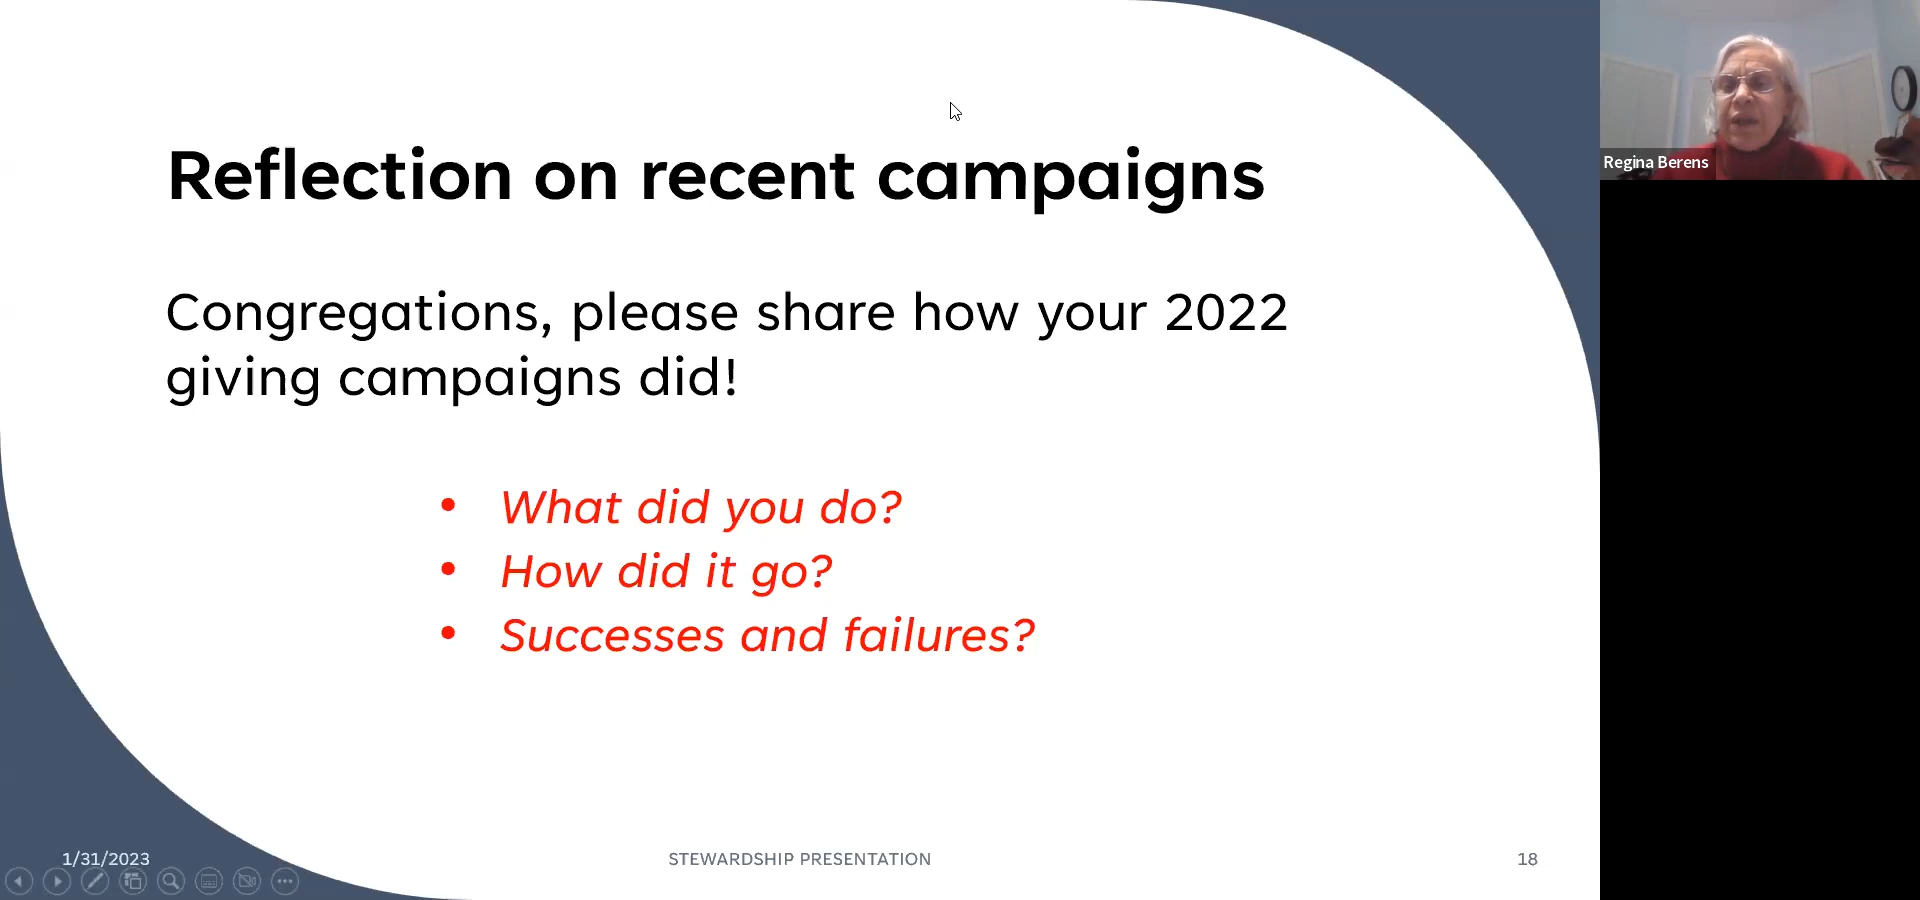 Reflection on recent campaigns
Congregations, please share how your 2022
giving campaigns did!
• What did you do?
• How did it go?
• Successes and failures?
1/31/2023
STEWARDSHIP PRESENTATION
18
Regina Berens